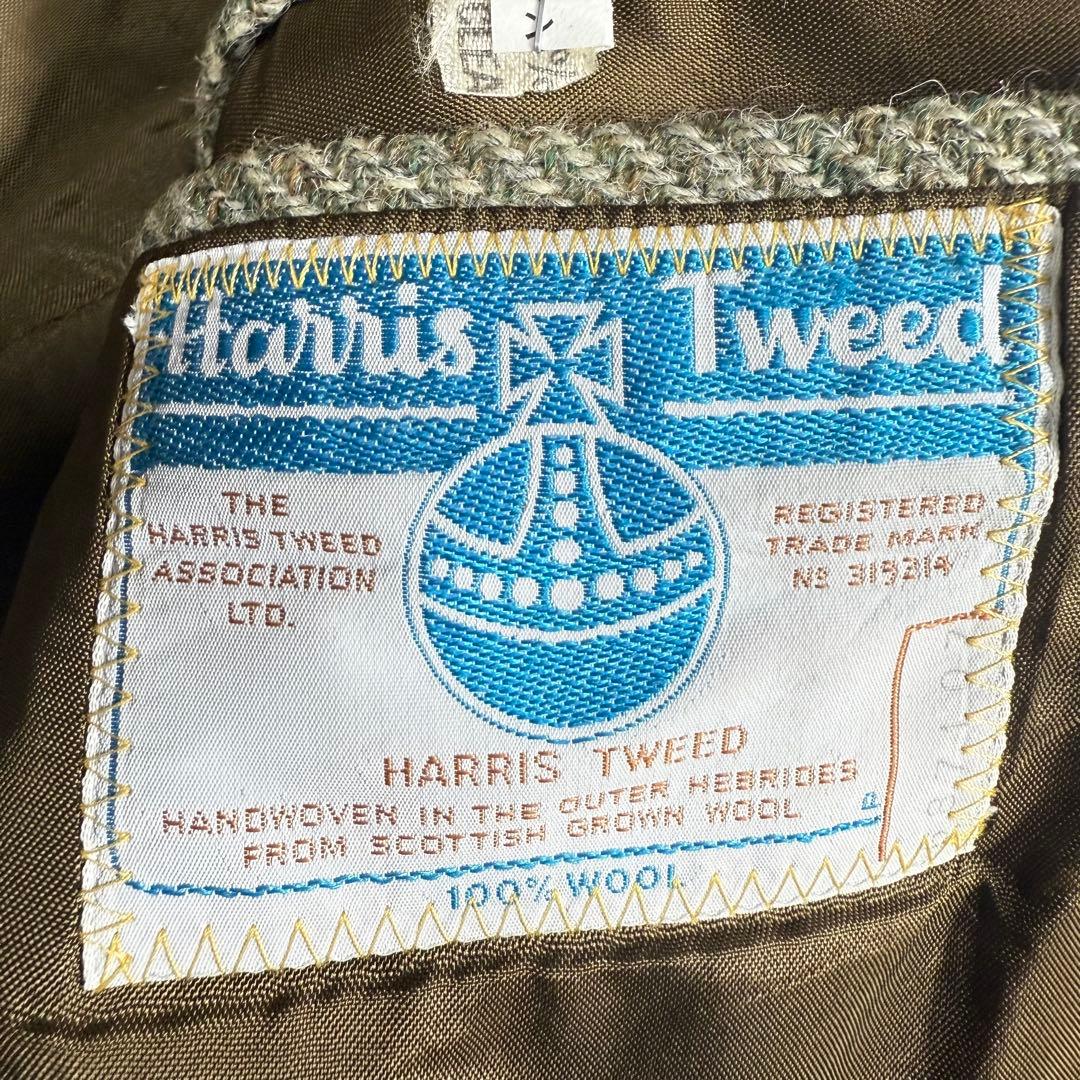 Harris Tweed
THE
HARRIS TWEED
ASSOCIATION
LTD.
REGISTERED
TRADE MARK
Nº 319214
HARRIS TWEED
HANDWOVEN IN THE OUTER HEBRIDES
FROM SCOTTISH GROWN WOOL
100% WOOL